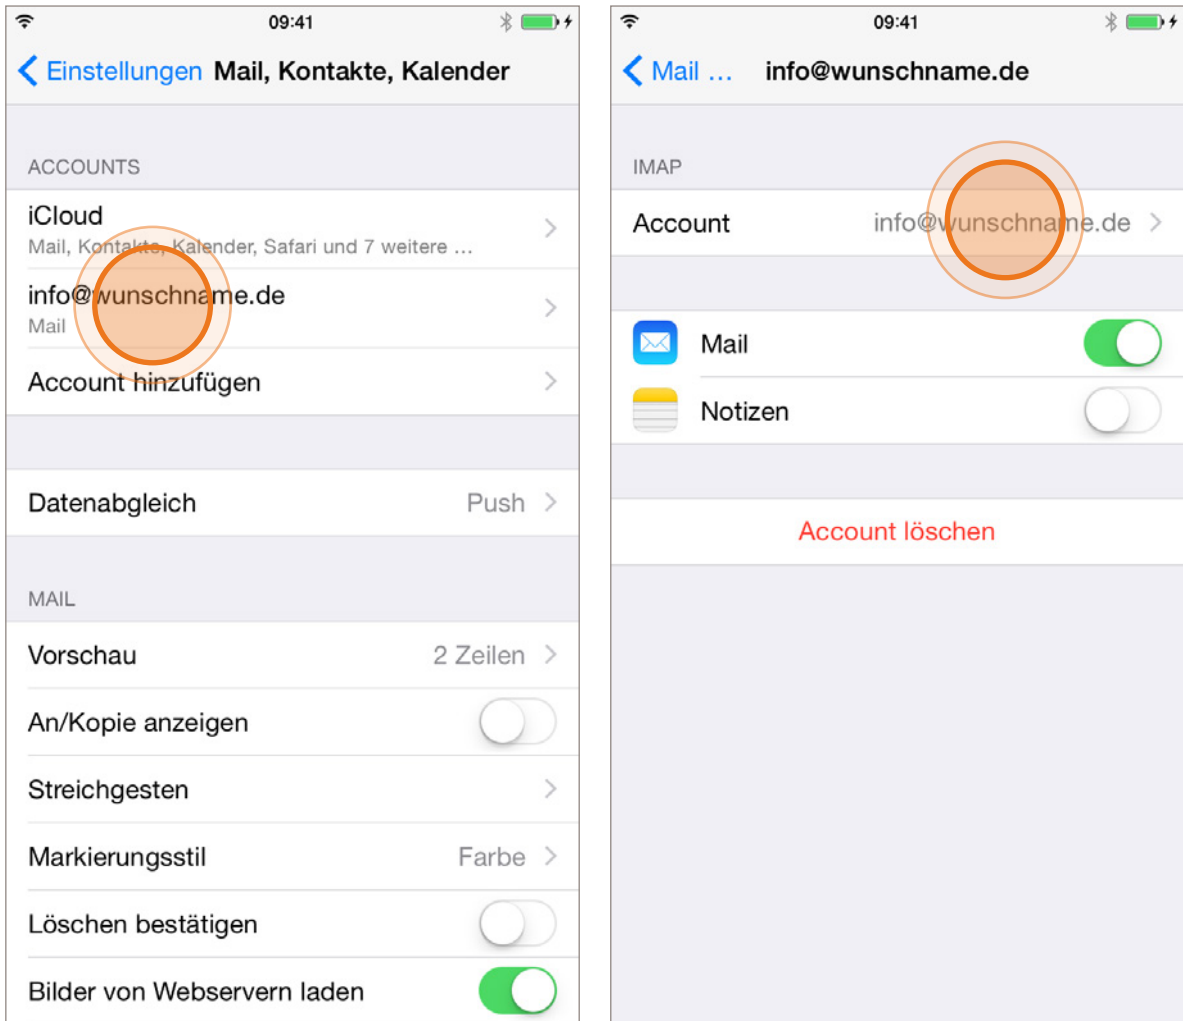 09:41
Einstellungen Mail, Kontakte, Kalender
ACCOUNTS
iCloud
Mail, Kontakte, Kalender, Safari und 7 weitere ...
info@wunschname.de
Mail
Account hinzufügen
Datenabgleich Push
MAIL
Vorschau 2 Zeilen
An/Kopie anzeigen
Streichgesten
Markierungsstil Farbe
Löschen bestätigen
Bilder von Webservern laden
09:41
Mail ... info@wunschname.de
IMAP
Account info@wunschname.de
Mail
Notizen
Account löschen